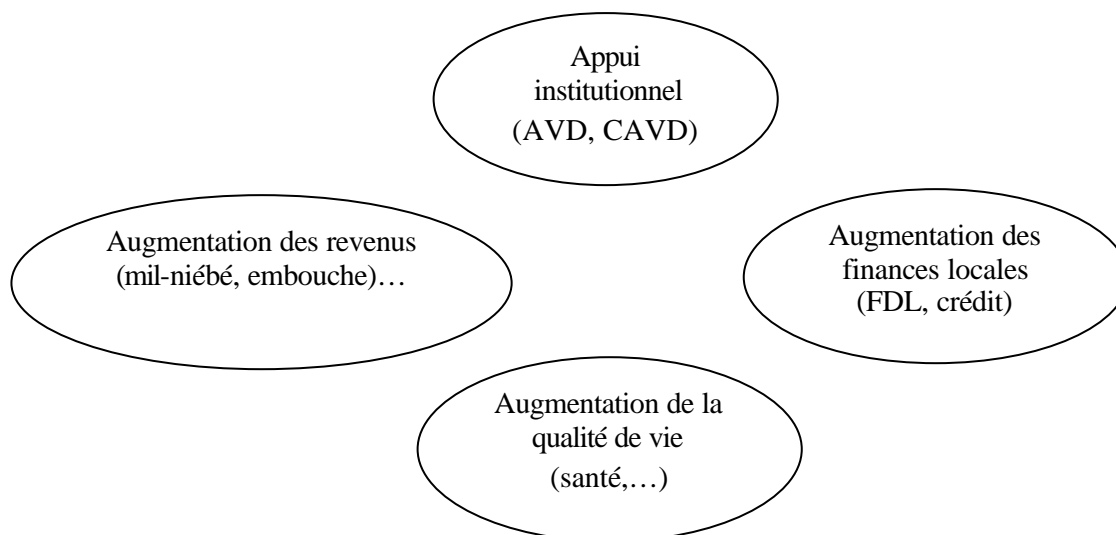 Appui
institutionnel
(AVD, CAVD)
Augmentation des revenus
(mil-niébé, embouche)…
Augmentation des
finances locales
(FDL, crédit)
Augmentation de la
qualité de vie
(santé,…)